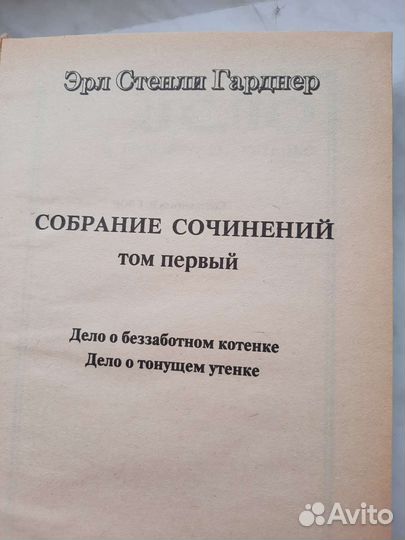 Эрл Стенли Гарднер
СОБРАНИЕ СОЧИНЕНИЙ
том первый
Дело о беззаботном котенке
Дело о тонущем утенке
Avito